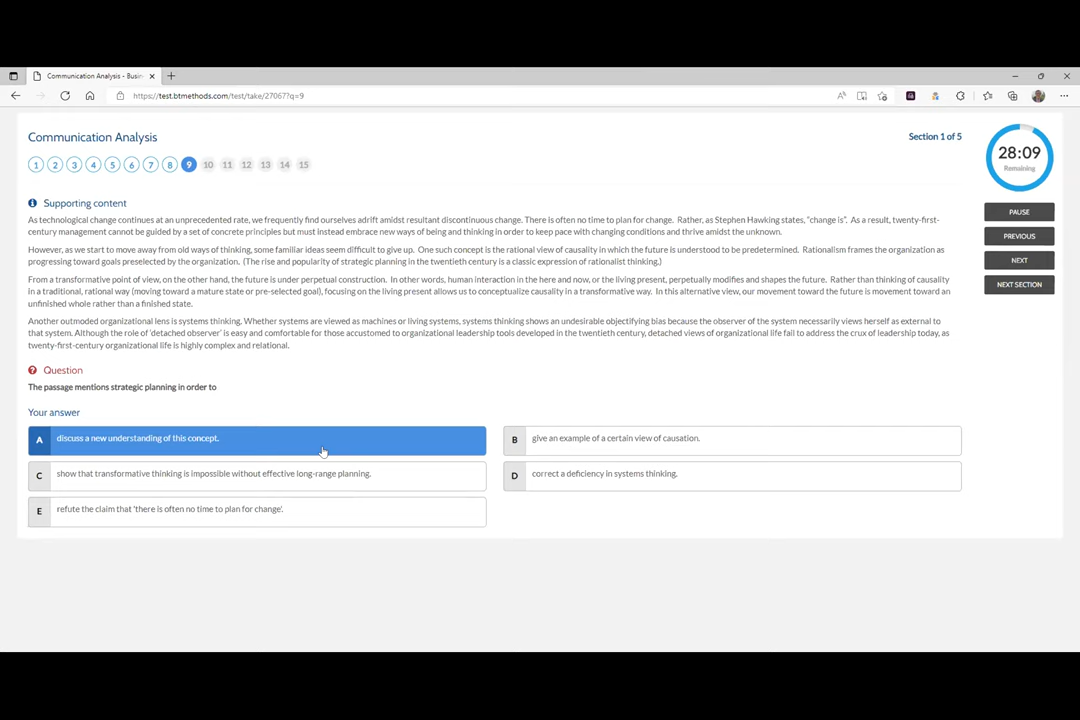 Communication Analysis - Busin
https://test.btmethods.com/test/take/27067?q=9
Communication Analysis
Section 1 of 5
1 2 3 4 5 6 7 8 9 10 11 12 13 14 15
28:09
Remaining
PAUSE
PREVIOUS
NEXT
NEXT SECTION
Supporting content
As technological change continues at an unprecedented rate, we frequently find ourselves adrift amidst resultant discontinuous change. There is often no time to plan for change. Rather, as Stephen Hawking states, "change is". As a result, twenty-first-
century management cannot be guided by a set of concrete principles but must instead embrace new ways of being and thinking in order to keep pace with changing conditions and thrive amidst the unknown.
However, as we start to move away from old ways of thinking, some familiar ideas seem difficult to give up. One such concept is the rational view of causality in which the future is understood to be predetermined. Rationalism frames the organization as
progressing toward goals preselected by the organization. (The rise and popularity of strategic planning in the twentieth century is a classic expression of rationalist thinking.)
From a transformative point of view, on the other hand, the future is under perpetual construction. In other words, human interaction in the here and now, or the living present, perpetually modifies and shapes the future. Rather than thinking of causality
in a traditional, rational way (moving toward a mature state or pre-selected goal), focusing on the living present allows us to conceptualize causality in a transformative way. In this alternative view, our movement toward the future is movement toward an
unfinished whole rather than a finished state.
Another outmoded organizational lens is systems thinking. Whether systems are viewed as machines or living systems, systems thinking shows an undesirable objectifying bias because the observer of the system necessarily views herself as external to
that system. Although the role of 'detached observer' is easy and comfortable for those accustomed to organizational leadership tools developed in the twentieth century, detached views of organizational life fail to address the crux of leadership today, as
twenty-first-century organizational life is highly complex and relational.
Question
The passage mentions strategic planning in order to
Your answer
A discuss a new understanding of this concept.
B give an example of a certain view of causation.
C show that transformative thinking is impossible without effective long-range planning.
D correct a deficiency in systems thinking.
E refute the claim that 'there is often no time to plan for change'.